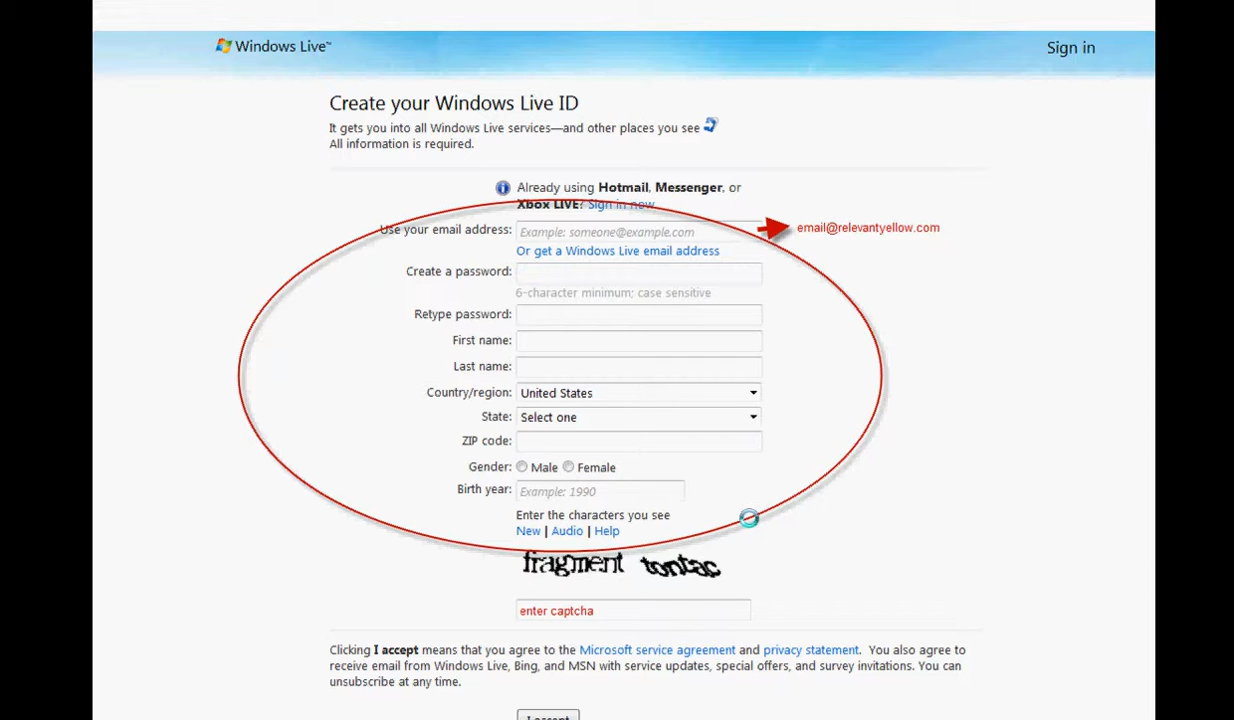 Windows Live™
Sign in
Create your Windows Live ID
It gets you into all Windows Live services—and other places you see
All information is required.
Already using Hotmail, Messenger, or
Xbox LIVE? Sign in now
Use your email address: Example: someone@example.com email@relevantyellow.com
Or get a Windows Live email address
Create a password:
6-character minimum; case sensitive
Retype password:
First name:
Last name:
Country/region: United States
State: Select one
ZIP code:
Gender: Male Female
Birth year: Example: 1990
Enter the characters you see
New | Audio | Help
fragment tontac
enter captcha
Clicking I accept means that you agree to the Microsoft service agreement and privacy statement. You also agree to
receive email from Windows Live, Bing, and MSN with service updates, special offers, and survey invitations. You can
unsubscribe at any time.
I accept